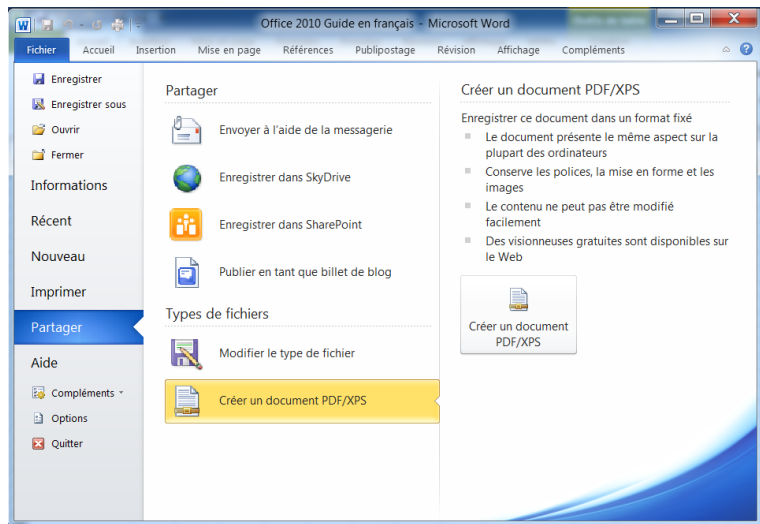 Office 2010 Guide en français - Microsoft Word
Fichier Accueil Insertion Mise en page Références Publipostage Révision Affichage Compléments
Enregistrer
Enregistrer sous
Ouvrir
Fermer
Informations
Récent
Nouveau
Imprimer
Partager
Aide
Compléments
Options
Quitter
Partager
Envoyer à l'aide de la messagerie
Enregistrer dans SkyDrive
Enregistrer dans SharePoint
Publier en tant que billet de blog
Types de fichiers
Modifier le type de fichier
Créer un document PDF/XPS
Créer un document PDF/XPS
Enregistrer ce document dans un format fixé
Le document présente le même aspect sur la
plupart des ordinateurs
Conserve les polices, la mise en forme et les
images
Le contenu ne peut pas être modifié
facilement
Des visionneuses gratuites sont disponibles sur
le Web
Créer un document
PDF/XPS